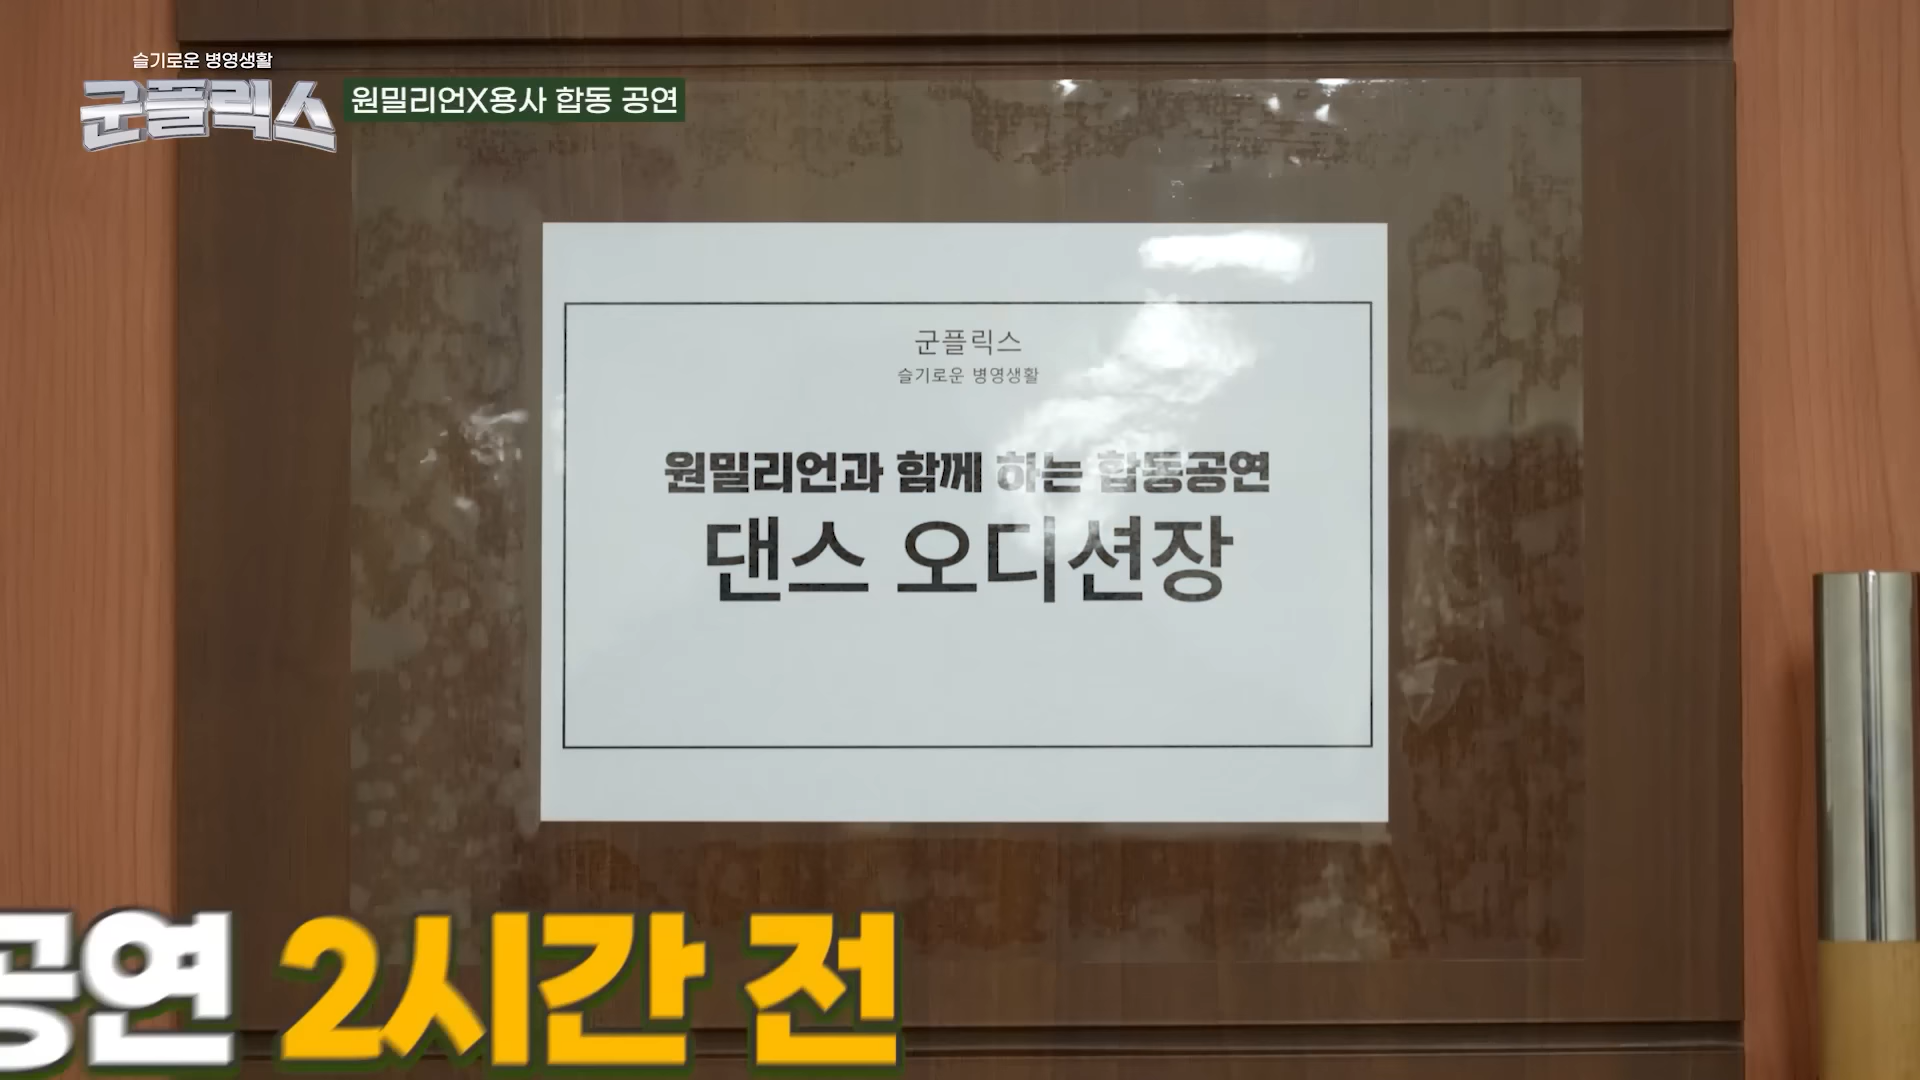 슬기로운 병영생활
군플릭스
원밀리언X용사 합동 공연
군플릭스
슬기로운 병영생활
원밀리언과 함께 하는 합동공연
댄스 오디션장
공연 2시간 전